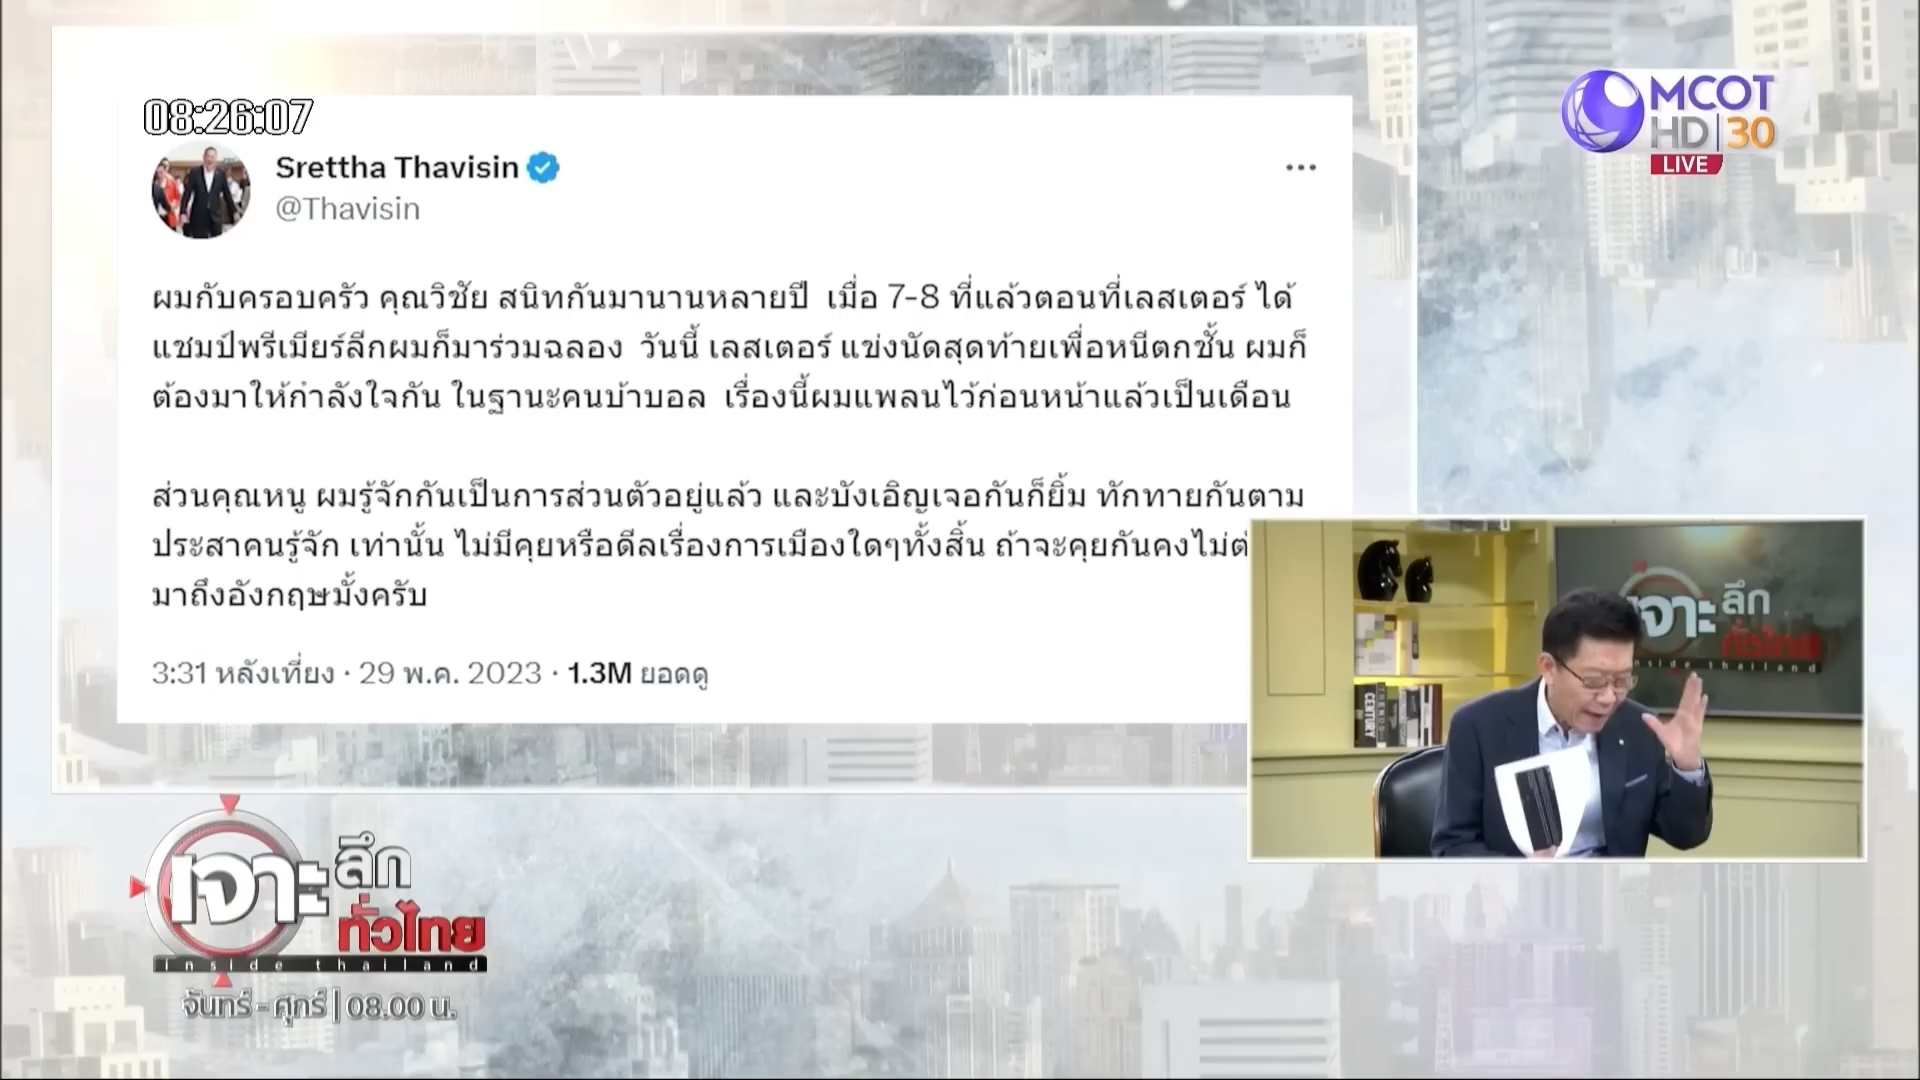 08:26:07
MCOT
HD 30
LIVE
Srettha Thavisin
@Thavisin
ผมกับครอบครัว คุณวิชัย สนิทกันมานานหลายปี เมื่อ 7-8 ที่แล้วตอนที่เลสเตอร์ ได้
แชมป์พรีเมียร์ลีกผมก็มาร่วมฉลอง วันนี้ เลสเตอร์ แข่งนัดสุดท้ายเพื่อหนีตกชั้น ผมก็
ต้องมาให้กำลังใจกัน ในฐานะคนบ้าบอล เรื่องนี้ผมแพลนไว้ก่อนหน้าแล้วเป็นเดือน
ส่วนคุณหนู ผมรู้จักกันเป็นการส่วนตัวอยู่แล้ว และบังเอิญเจอกันก็ยิ้ม ทักทายกันตาม
ประสาคนรู้จัก เท่านั้น ไม่มีคุยหรือดีลเรื่องการเมืองใดๆทั้งสิ้น ถ้าจะคุยกันคงไม่
มาถึงอังกฤษมั้งครับ
3:31 หลังเที่ยง · 29 พ.ค. 2023 · 1.3M ยอดดู
เจาะลึก
ทั่วไทย
inside thailand
CENTURY
เจาะลึก
ทั่วไทย
inside thailand
จันทร์ - ศุกร์ | 08.00 น.